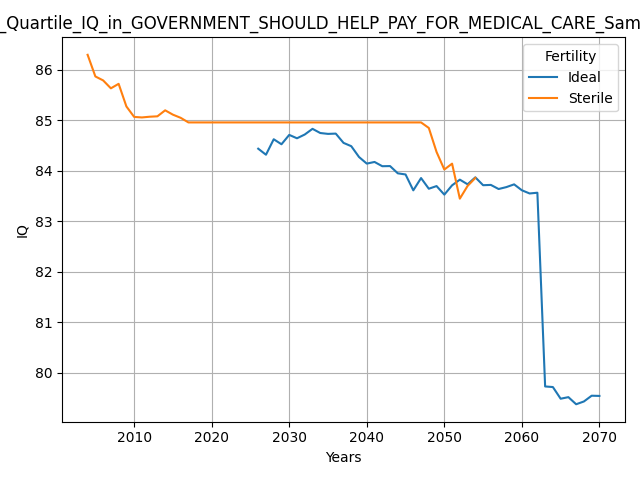 _Quartile_IQ_in_GOVERNMENT_SHOULD_HELP_PAY_FOR_MEDICAL_CARE_Sam
Fertility
Ideal
Sterile
86
85
84
83
82
81
80
IQ
2010 2020 2030 2040 2050 2060 2070
Years